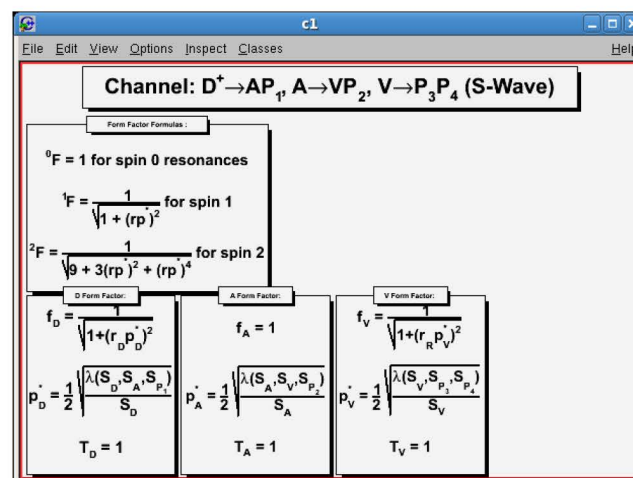 c1
File Edit View Options Inspect Classes Help
Channel: D⁺→AP₁, A→VP₂, V→P₃P₄ (S-Wave)
Form Factor Formulas :
⁰F = 1 for spin 0 resonances
¹F = 1/√(1 + (rp*)²) for spin 1
²F = 1/√(9 + 3(rp*)² + (rp*)⁴) for spin 2
D Form Factor:
f_D = 1/√(1+(r_D p*_D)²)
p*_D = 1/2 √(λ(S_D,S_A,S_P₁)/S_D)
T_D = 1
A Form Factor:
f_A = 1
p*_A = 1/2 √(λ(S_A,S_V,S_P₂)/S_A)
T_A = 1
V Form Factor:
f_V = 1/√(1+(r_R p*_V)²)
p*_V = 1/2 √(λ(S_V,S_P₃,S_P₄)/S_V)
T_V = 1